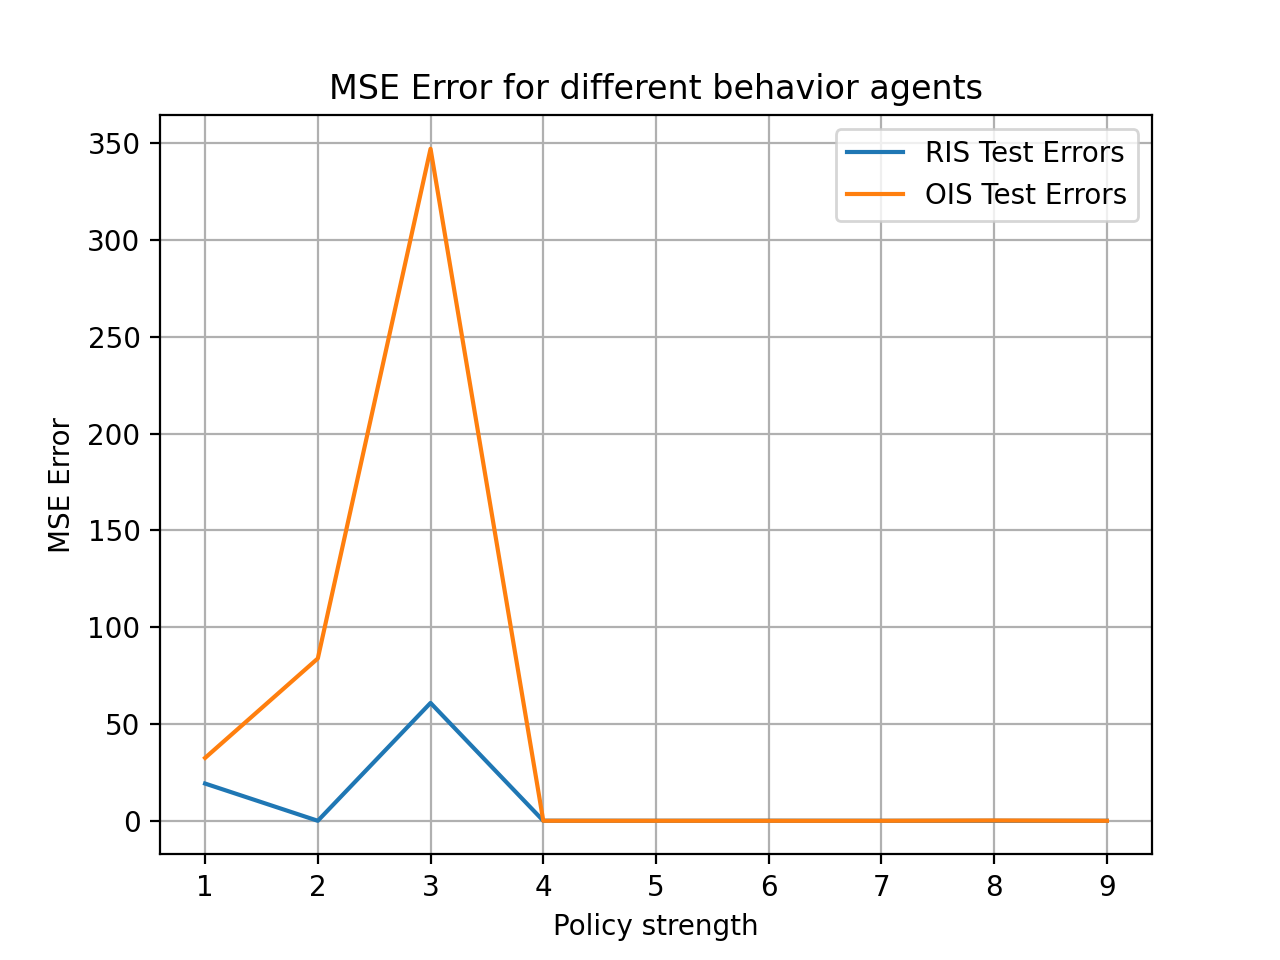 MSE Error for different behavior agents
RIS Test Errors
OIS Test Errors
350
300
250
200
150
100
50
0
MSE Error
1 2 3 4 5 6 7 8 9
Policy strength